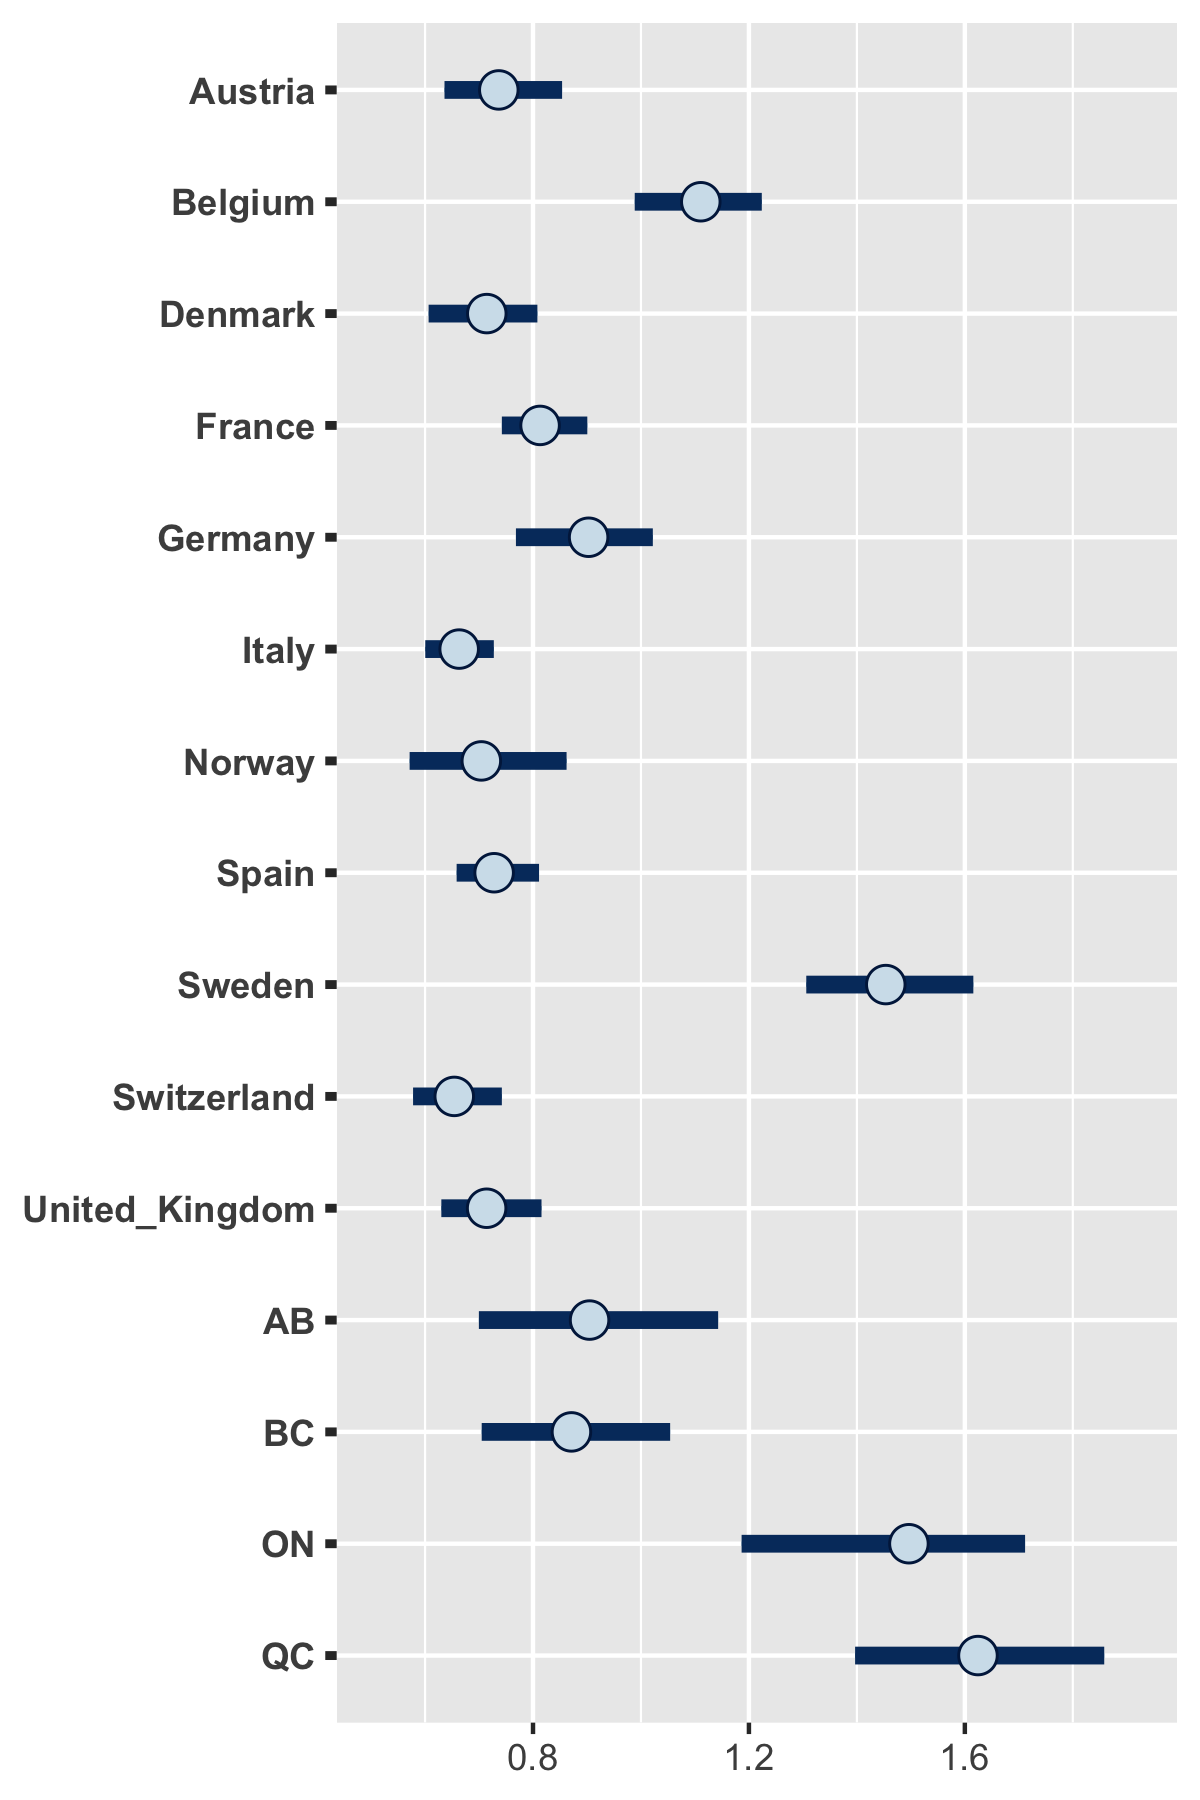 Austria
Belgium
Denmark
France
Germany
Italy
Norway
Spain
Sweden
Switzerland
United_Kingdom
AB
BC
ON
QC
0.8 1.2 1.6